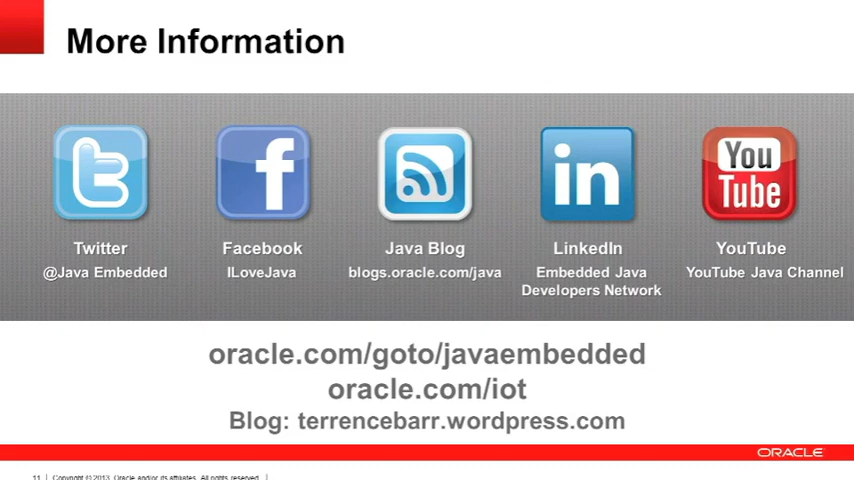 More Information
You
Tube
Twitter
Facebook
Java Blog
LinkedIn
YouTube
@Java Embedded
ILoveJava
blogs.oracle.com/java
Embedded Java
Developers Network
YouTube Java Channel
oracle.com/goto/javaembedded
oracle.com/iot
Blog: terrencebarr.wordpress.com
ORACLE
11 | Copyright © 2013, Oracle and/or its affiliates. All rights reserved. |